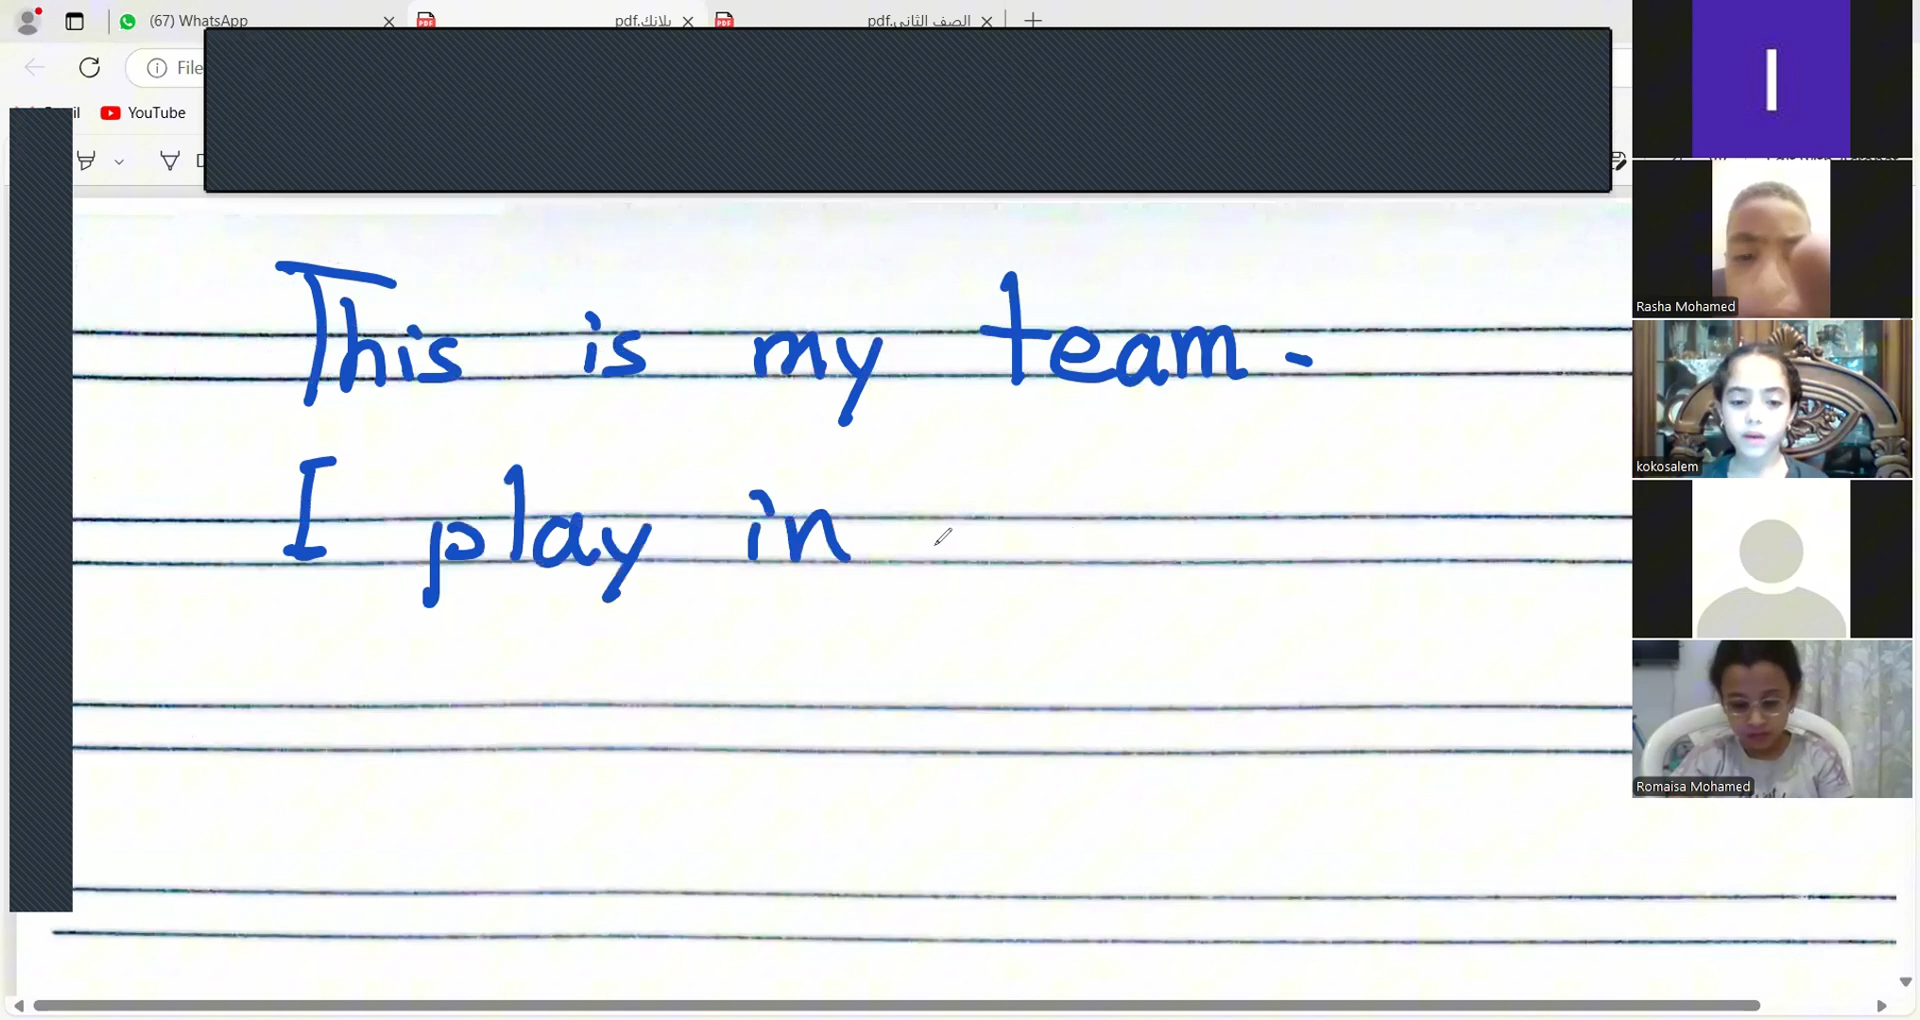 (67) WhatsApp
بلانك.pdf
الصف الثاني.pdf
File
YouTube
This is my team.
I play in
I
Rasha Mohamed
kokosalem
Romaisa Mohamed